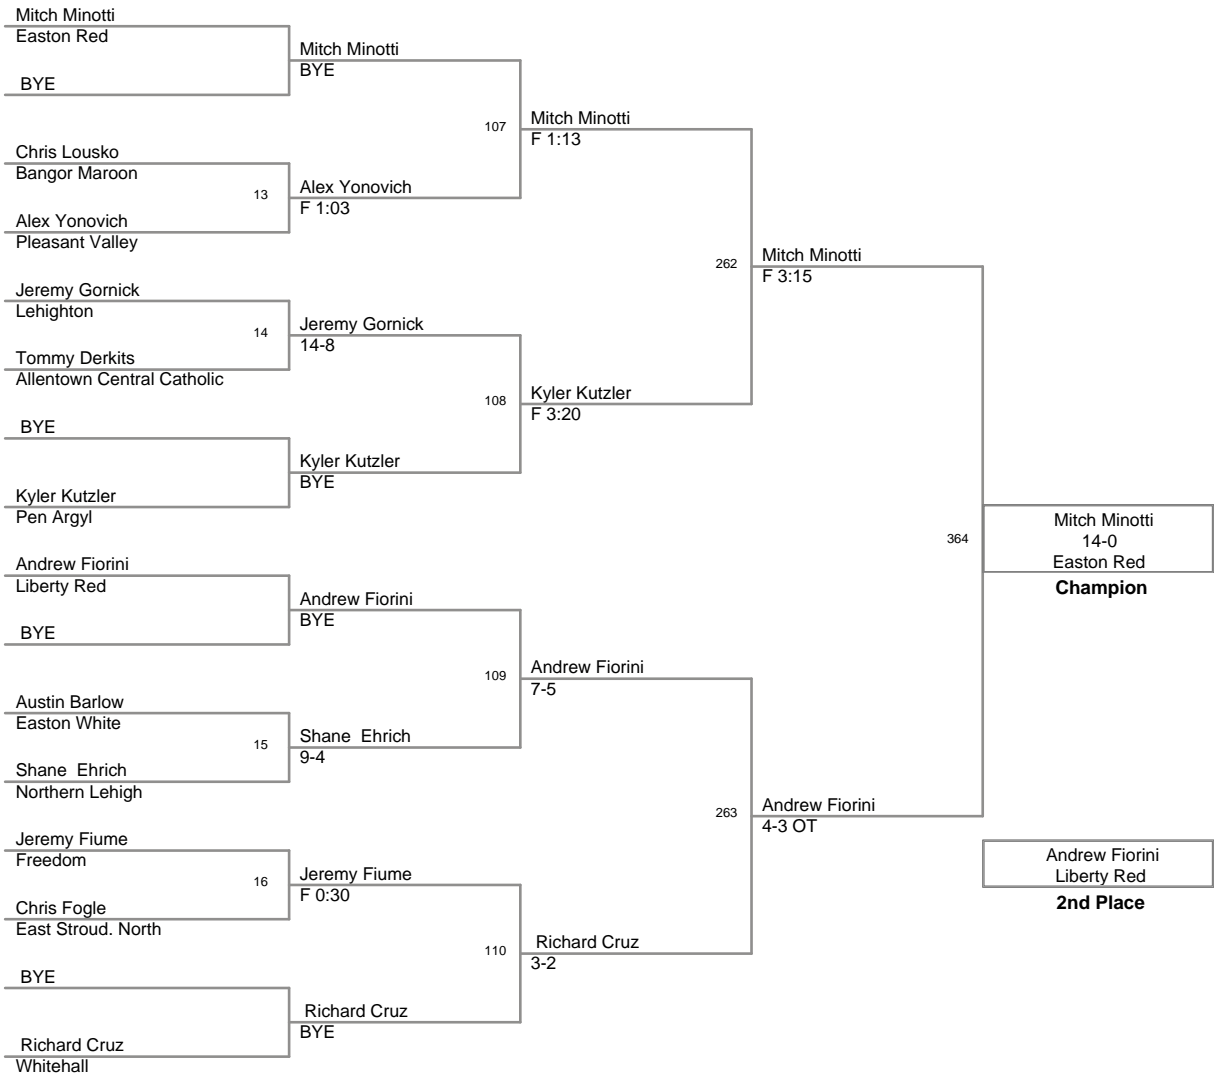 Mitch Minotti
Easton Red
BYE
Mitch Minotti
BYE
Chris Lousko
Bangor Maroon
13
Alex Yonovich
Pleasant Valley
Alex Yonovich
F 1:03
107
Mitch Minotti
F 1:13
Jeremy Gornick
Lehighton
14
Tommy Derkits
Allentown Central Catholic
Jeremy Gornick
14-8
BYE
Kyler Kutzler
Pen Argyl
Kyler Kutzler
BYE
108
Kyler Kutzler
F 3:20
262
Mitch Minotti
F 3:15
Andrew Fiorini
Liberty Red
BYE
Andrew Fiorini
BYE
Austin Barlow
Easton White
15
Shane  Ehrich
Northern Lehigh
Shane  Ehrich
9-4
109
Andrew Fiorini
7-5
Jeremy Fiume
Freedom
16
Chris Fogle
East Stroud. North
Jeremy Fiume
F 0:30
BYE
Richard Cruz
Whitehall
Richard Cruz
BYE
110
Richard Cruz
3-2
263
Andrew Fiorini
4-3 OT
364
Mitch Minotti
14-0
Easton Red
Champion
Andrew Fiorini
Liberty Red
2nd Place